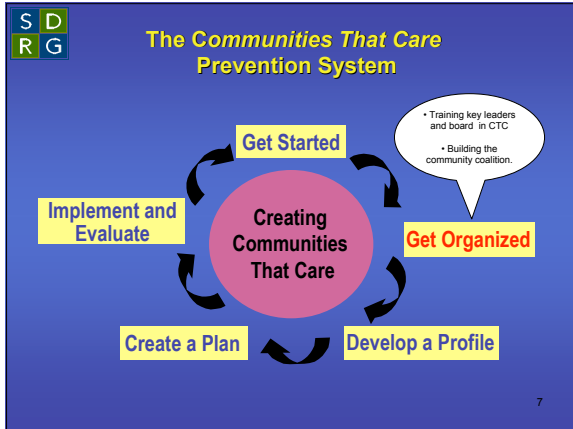 S D
R G
The Communities That Care
Prevention System
• Training key leaders
and board in CTC
• Building the
community coalition.
Get Started
Implement and
Evaluate
Creating
Communities
That Care
Get Organized
Create a Plan
Develop a Profile
7